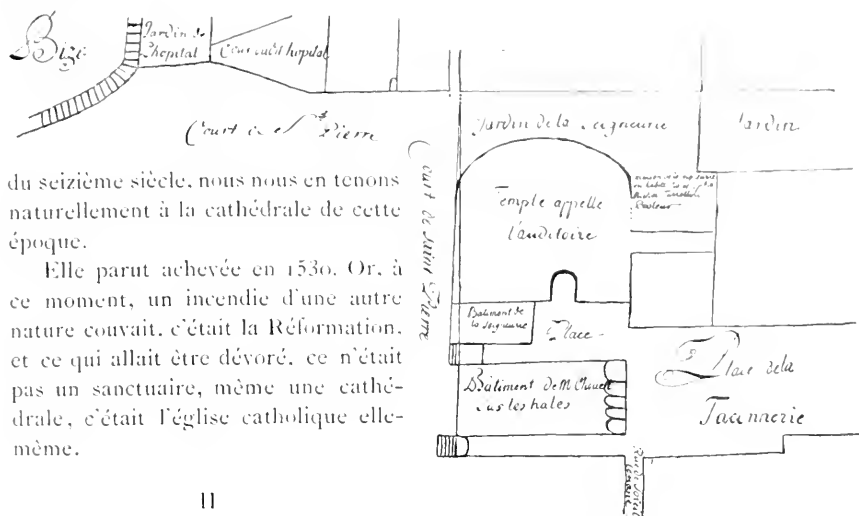 Bize
Jardin de
l'hopital
Cour dudit hopital
Court de St Pierre
Jardin de la Seigneurie
Jardin
Court de Saint Pierre
Temple appelle
l'auditoire
du seizième siècle, nous nous en tenons
naturellement à la cathédrale de cette
époque.
Elle parut achevée en 1530. Or, à
ce moment, un incendie d'une autre
nature couvait, c'était la Réformation,
et ce qui allait être dévoré, ce n'était
pas un sanctuaire, même une cathé-
drale, c'était l'église catholique elle-
même.
Batiment de
la Seigneurie
Place
Bâtiment de Mr
sus les hales
Place de la
Taconnerie
II